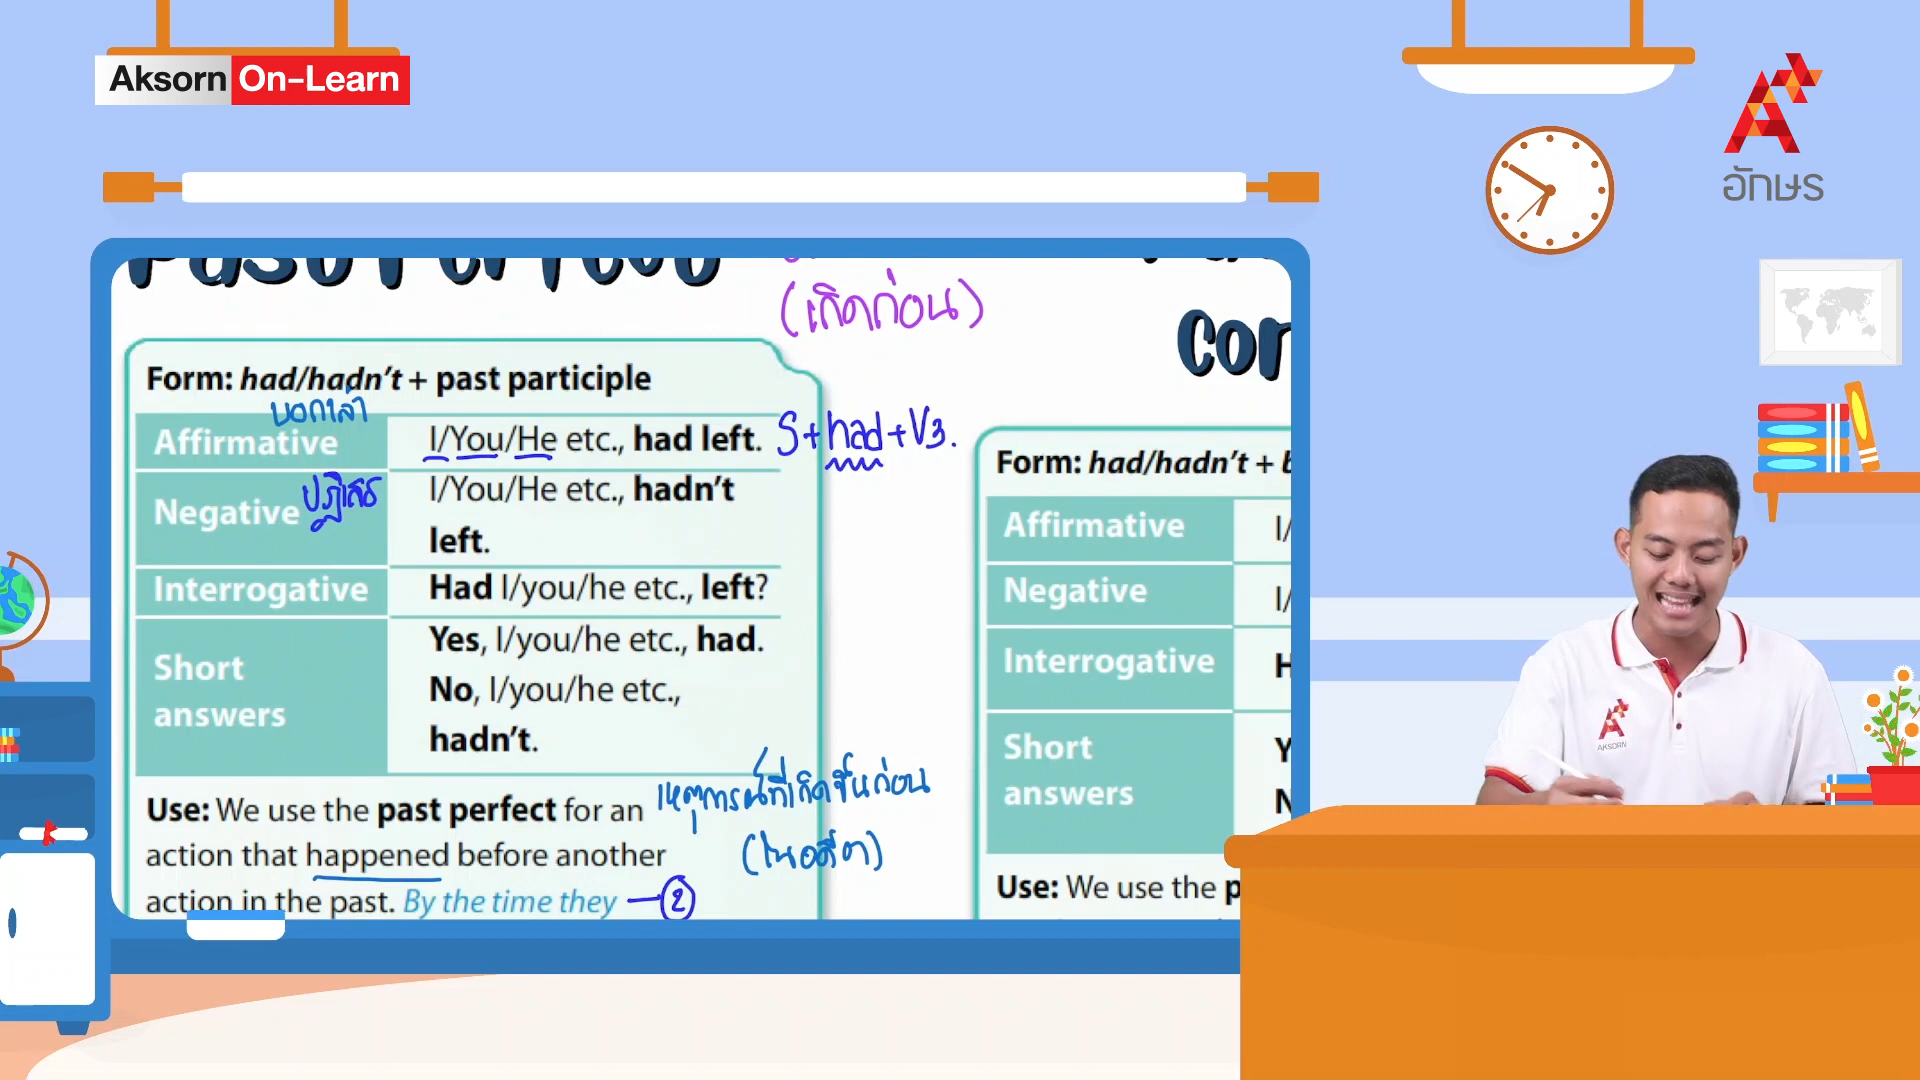 Aksorn On-Learn
อักษร
Past Perfect
(เกิดก่อน)
Form: had/hadn't + past participle
บอกเล่า
Affirmative I/You/He etc., had left. S+had+V3.
Negative ปฏิเสธ I/You/He etc., hadn't
left.
Interrogative Had I/you/he etc., left?
Short
answers
Yes, I/you/he etc., had.
No, I/you/he etc.,
hadn't.
เหตุการณ์ที่เกิดขึ้นก่อน
(ในอดีต)
Use: We use the past perfect for an
action that happened before another
action in the past. By the time they — 2
con
Form: had/hadn't + b
Affirmative I/
Negative I/
Interrogative H
Short
answers
Y
N
Use: We use the p
AKSORN